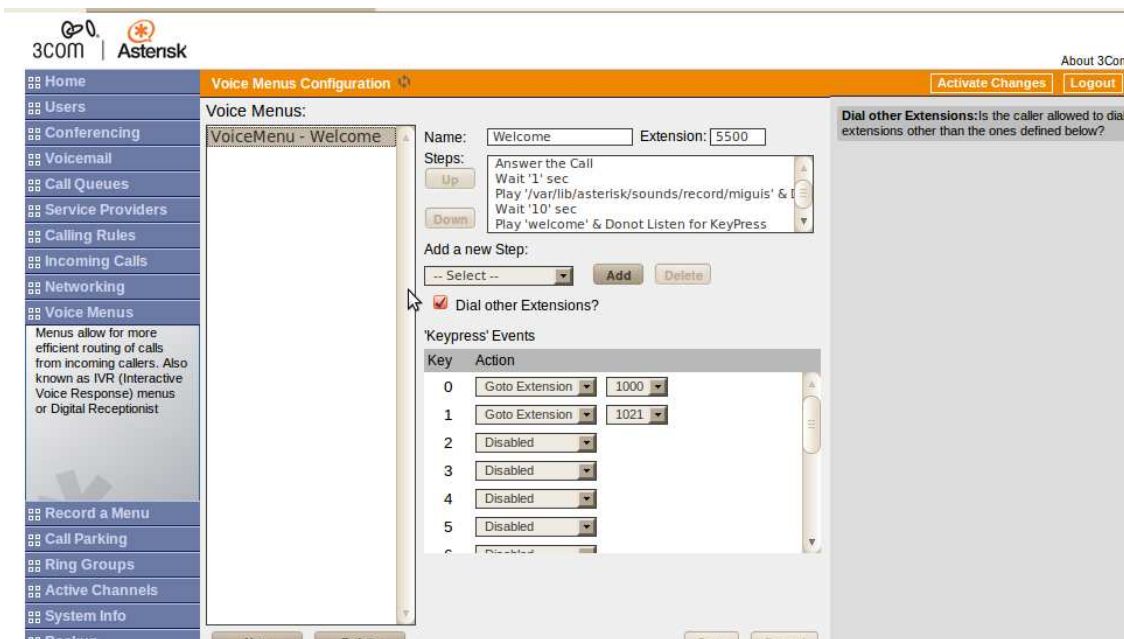 3COM | Asterisk
About 3Com
Home
Users
Conferencing
Voicemail
Call Queues
Service Providers
Calling Rules
Incoming Calls
Networking
Voice Menus
Menus allow for more
efficient routing of calls
from incoming callers. Also
known as IVR (Interactive
Voice Response) menus
or Digital Receptionist
Record a Menu
Call Parking
Ring Groups
Active Channels
System Info
Voice Menus Configuration
Activate Changes Logout
Voice Menus:
VoiceMenu - Welcome
Name: Welcome Extension: 5500
Steps:
Up
Down
Answer the Call
Wait '1' sec
Play '/var/lib/asterisk/sounds/record/miguis' &
Wait '10' sec
Play 'welcome' & Donot Listen for KeyPress
Add a new Step:
-- Select -- Add Delete
Dial other Extensions?
'Keypress' Events
Key Action
0 Goto Extension 1000
1 Goto Extension 1021
2 Disabled
3 Disabled
4 Disabled
5 Disabled
Dial other Extensions:Is the caller allowed to dial
extensions other than the ones defined below?